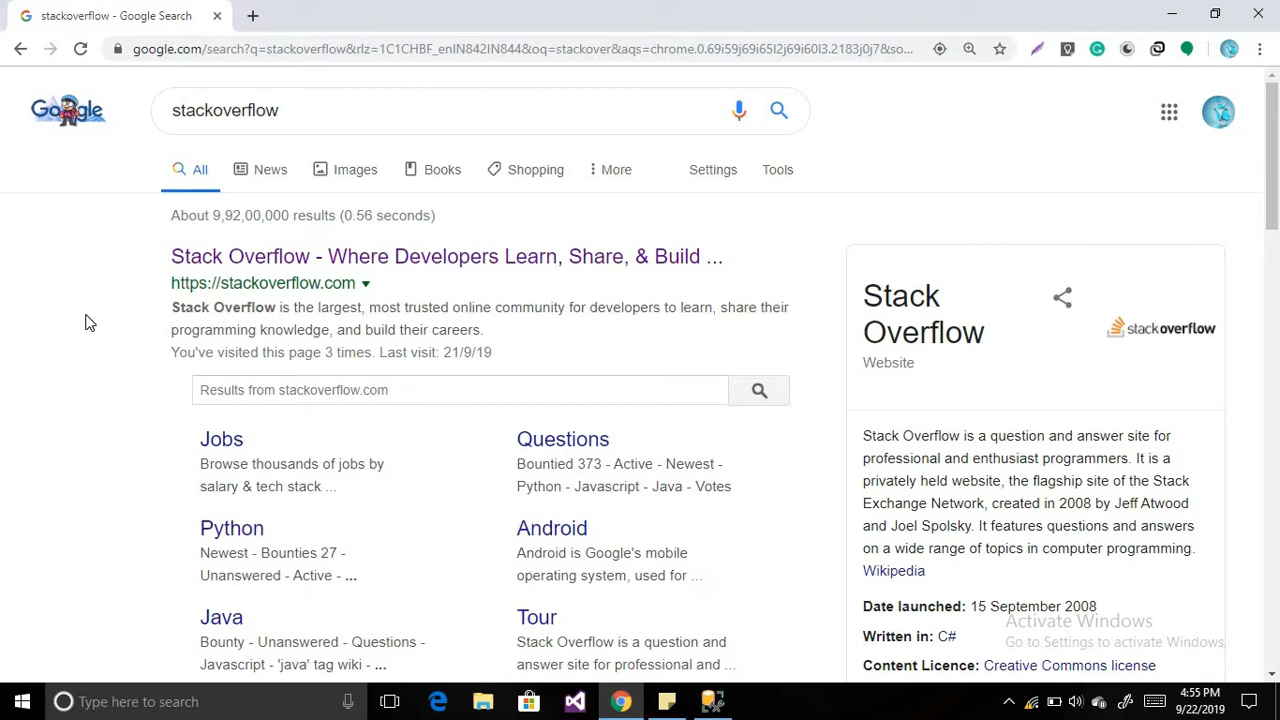 stackoverflow - Google Search
google.com/search?q=stackoverflow&rlz=1C1CHBF_enIN842IN844&oq=stackover&aqs=chrome.0.69i59j69i65l2j69i60l3.2183j0j7&so...
Google
stackoverflow
All News Images Books Shopping More Settings Tools
About 9,92,00,000 results (0.56 seconds)
Stack Overflow - Where Developers Learn, Share, & Build ...
https://stackoverflow.com
Stack Overflow is the largest, most trusted online community for developers to learn, share their
programming knowledge, and build their careers.
You've visited this page 3 times. Last visit: 21/9/19
Results from stackoverflow.com
Jobs
Browse thousands of jobs by
salary & tech stack ...
Questions
Bountied 373 - Active - Newest -
Python - Javascript - Java - Votes
Python
Newest - Bounties 27 -
Unanswered - Active - ...
Android
Android is Google's mobile
operating system, used for ...
Java
Bounty - Unanswered - Questions -
Javascript - 'java' tag wiki - ...
Tour
Stack Overflow is a question and
answer site for professional and ...
Stack
Overflow
stackoverflow
Website
Stack Overflow is a question and answer site for
professional and enthusiast programmers. It is a
privately held website, the flagship site of the Stack
Exchange Network, created in 2008 by Jeff Atwood
and Joel Spolsky. It features questions and answers
on a wide range of topics in computer programming.
Wikipedia
Date launched: 15 September 2008
Written in: C#
Content Licence: Creative Commons license
Activate Windows
Go to Settings to activate Windows.
Type here to search
4:55 PM
9/22/2019